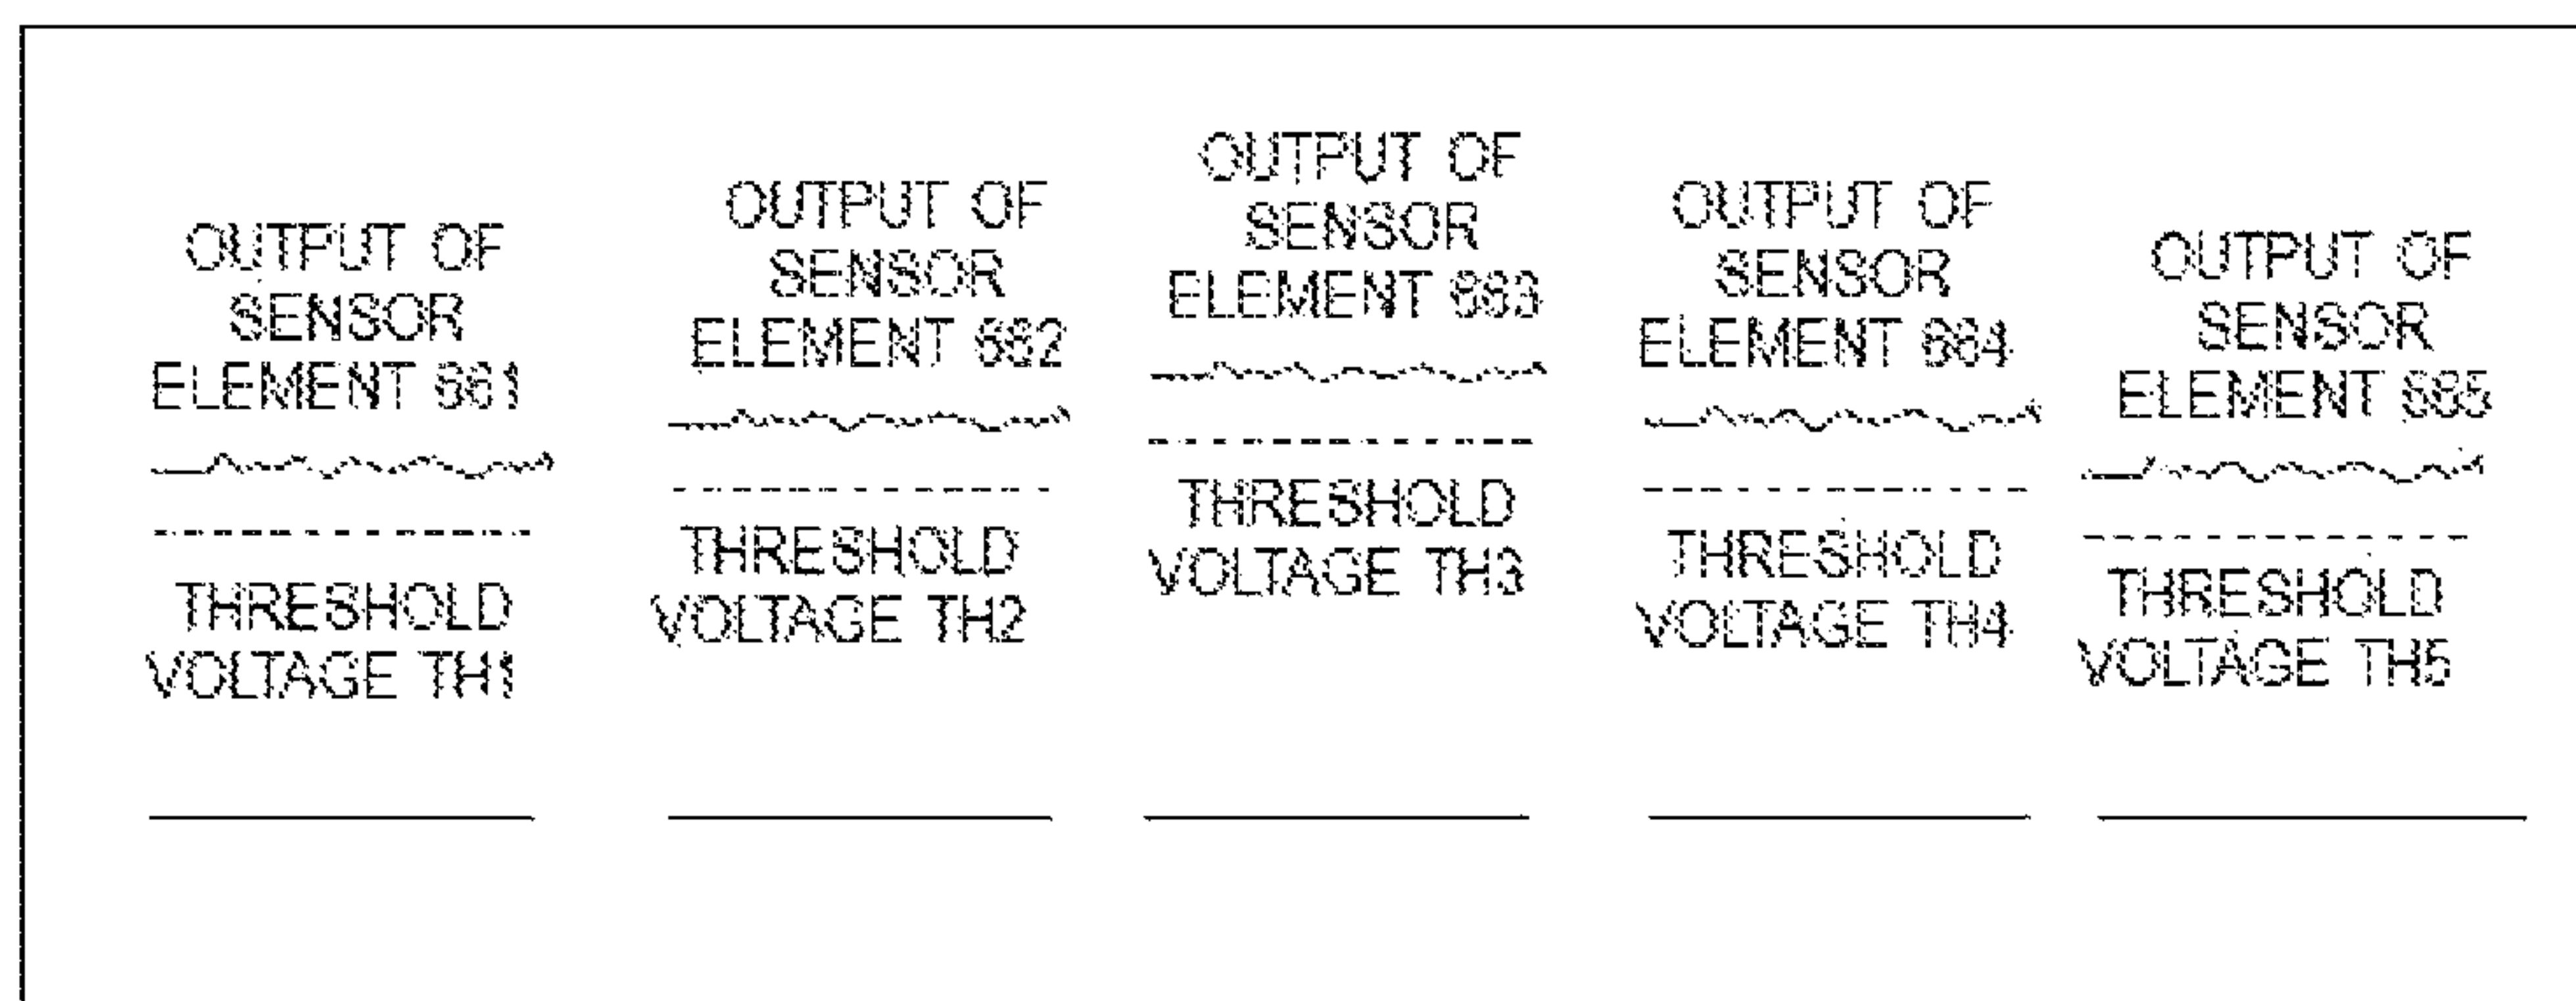 OUTPUT OF
SENSOR
ELEMENT 661
THRESHOLD
VOLTAGE TH1
OUTPUT OF
SENSOR
ELEMENT 662
THRESHOLD
VOLTAGE TH2
OUTPUT OF
SENSOR
ELEMENT 663
THRESHOLD
VOLTAGE TH3
OUTPUT OF
SENSOR
ELEMENT 664
THRESHOLD
VOLTAGE TH4
OUTPUT OF
SENSOR
ELEMENT 665
THRESHOLD
VOLTAGE TH5